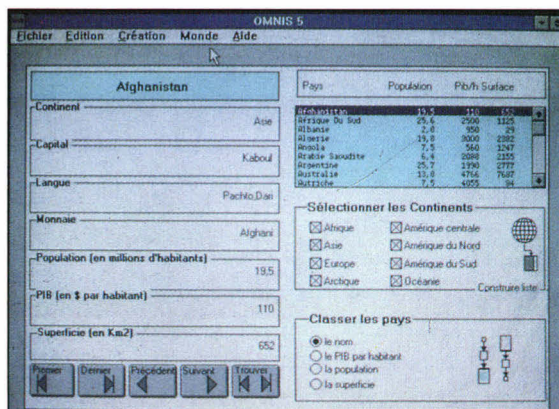 OMNIS 5
Fichier Edition Création Monde Aide
Afghanistan
Continent
Asie
Capital
Kaboul
Langue
Pachto,Dari
Monnaie
Afghani
Population (en millions d'habitants)
19,5
PIB (en $ par habitant)
110
Superficie (en Km2)
652
Premier Dernier Précédent Suivant Trouver
Pays Population Pib/h Surface
Afghanistan 19,5 110 652
Afrique Du Sud 25,6 2500 1125
Albanie 2,8 950 29
Algerie 19,8 2000 2382
Angola 7,5 560 1247
Arabie Saoudite 6,4 2080 2155
Argentine 25,7 1990 2777
Australie 13,8 4766 7687
Autriche 7,5 4855 84
Sélectionner les Continents
Afrique Amérique centrale
Asie Amérique du Nord
Europe Amérique du Sud
Arctique Océanie
Construire liste
Classer les pays
le nom
le PIB par habitant
la population
la superficie